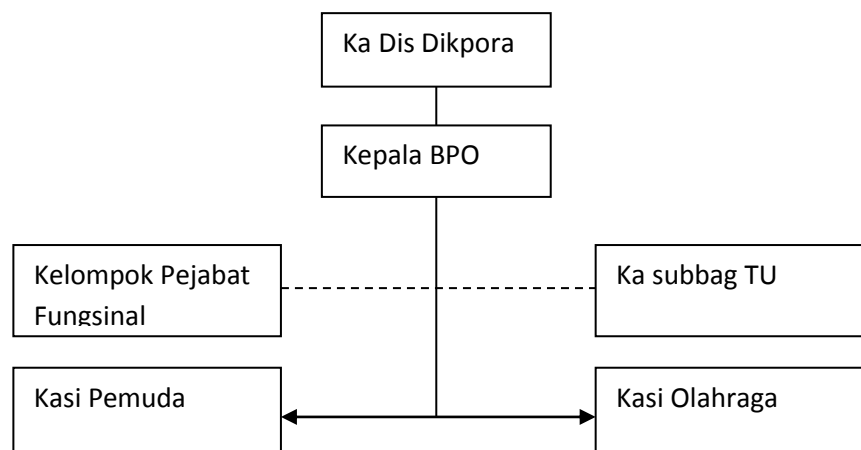 Ka Dis Dikpora
Kepala BPO
Kelompok Pejabat
Fungsinal
Ka subbag TU
Kasi Pemuda
Kasi Olahraga